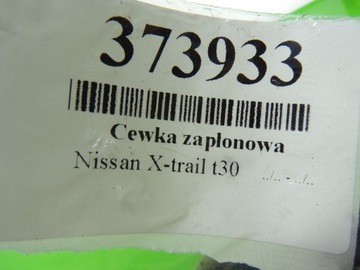 373933
Cewka zapłonowa
Nissan X-trail t30 ../.. - ../..